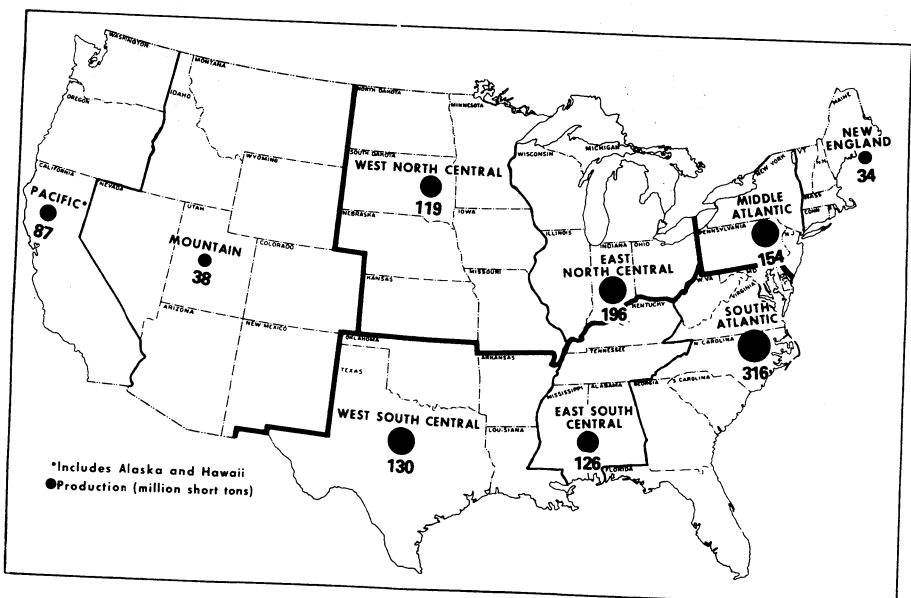 WASHINGTON
MONTANA
NORTH DAKOTA
MINNESOTA
MAINE
OREGON
IDAHO
SOUTH DAKOTA
WISCONSIN
MICHIGAN
NEW YORK
VT
N H
NEW
ENGLAND
34
MASS
CONN
R I
CALIFORNIA
NEVADA
WYOMING
WEST NORTH CENTRAL
119
PACIFIC*
87
UTAH
NEBRASKA
IOWA
ILLINOIS
INDIANA
OHIO
PENNSYLVANIA
MIDDLE
ATLANTIC
154
MOUNTAIN
38
COLORADO
KANSAS
MISSOURI
EAST
NORTH CENTRAL
196
KENTUCKY
W VA
MD
VIRGINIA
SOUTH
ATLANTIC
316
ARIZONA
NEW MEXICO
OKLAHOMA
ARKANSAS
TENNESSEE
N CAROLINA
TEXAS
MISSISSIPPI
ALABAMA
GEORGIA
S CAROLINA
WEST SOUTH CENTRAL
130
LOUISIANA
EAST SOUTH
CENTRAL
126
FLORIDA
*Includes Alaska and Hawaii
Production (million short tons)